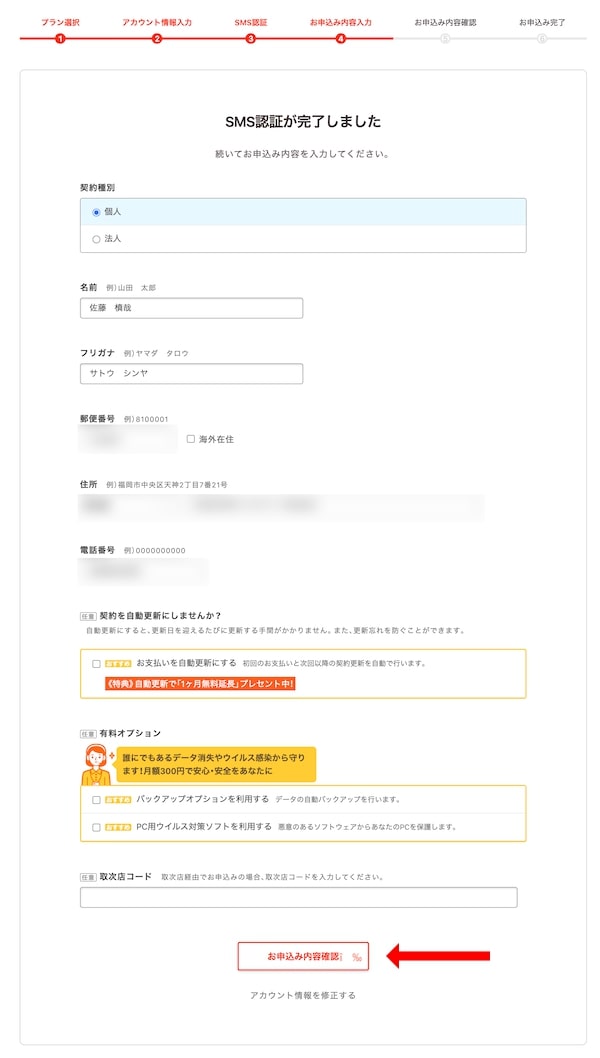 プラン選択 アカウント情報入力 SMS認証 お申込み内容入力 お申込み内容確認 お申込み完了
1 2 3 4 5 6
SMS認証が完了しました
続いてお申込み内容を入力してください。
契約種別
個人
法人
名前 例)山田 太郎
佐藤 槙哉
フリガナ 例)ヤマダ タロウ
サトウ シンヤ
郵便番号 例)8100001
海外在住
住所 例)福岡市中央区天神2丁目7番21号
電話番号 例)0000000000
任意 契約を自動更新にしませんか?
自動更新にすると、更新日を迎えるたびに更新する手間がかかりません。また、更新忘れを防ぐことができます。
おすすめ お支払いを自動更新にする 初回のお支払いと次回以降の契約更新を自動で行います。
《特典》自動更新で「1ヶ月無料延長」プレゼント中!
任意 有料オプション
誰にでもあるデータ消失やウイルス感染から守り
ます!月額300円で安心・安全をあなたに
おすすめ バックアップオプションを利用する データの自動バックアップを行います。
おすすめ PC用ウイルス対策ソフトを利用する 悪意のあるソフトウェアからあなたのPCを保護します。
任意 取次店コード 取次店経由でお申込みの場合、取次店コードを入力してください。
お申込み内容確認
アカウント情報を修正する